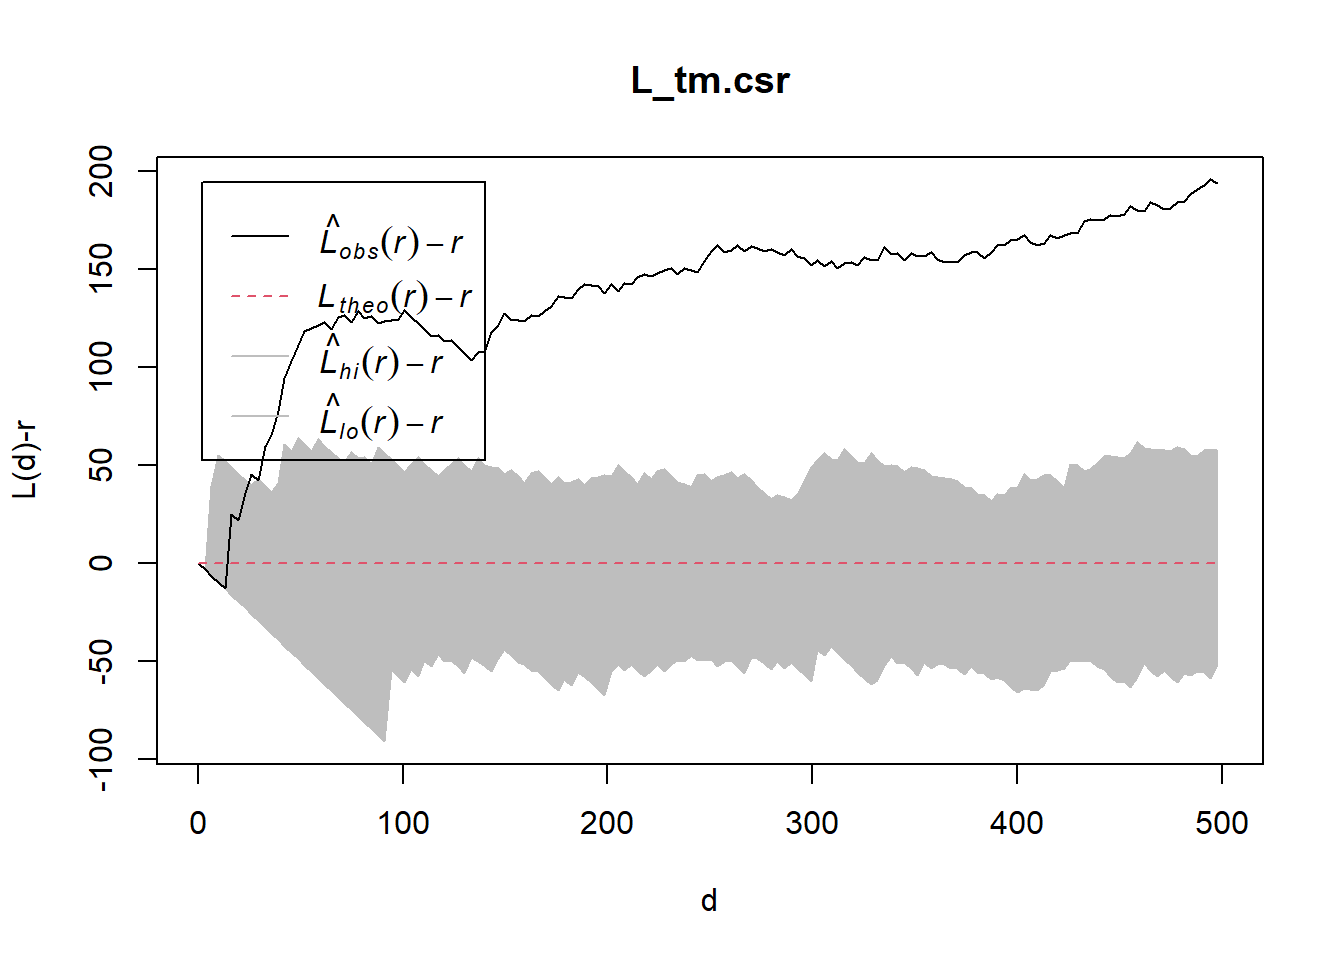 L_tm.csr
L̂obs(r) − r
Ltheo(r) − r
L̂hi(r) − r
L̂lo(r) − r
L(d)-r
200
150
100
50
0
-50
-100
0 100 200 300 400 500
d